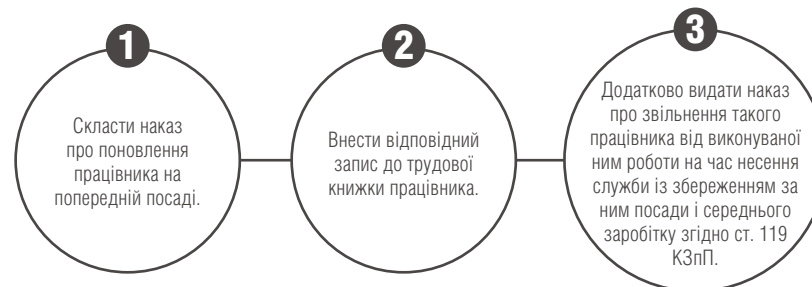 1
Скласти наказ
про поновлення
працівника на
попередній посаді.
2
Внести відповідний
запис до трудової
книжки працівника.
3
Додатково видати наказ
про звільнення такого
працівника від виконуваної
ним роботи на час несення
служби із збереженням за
ним посади і середнього
заробітку згідно ст. 119
КЗпП.